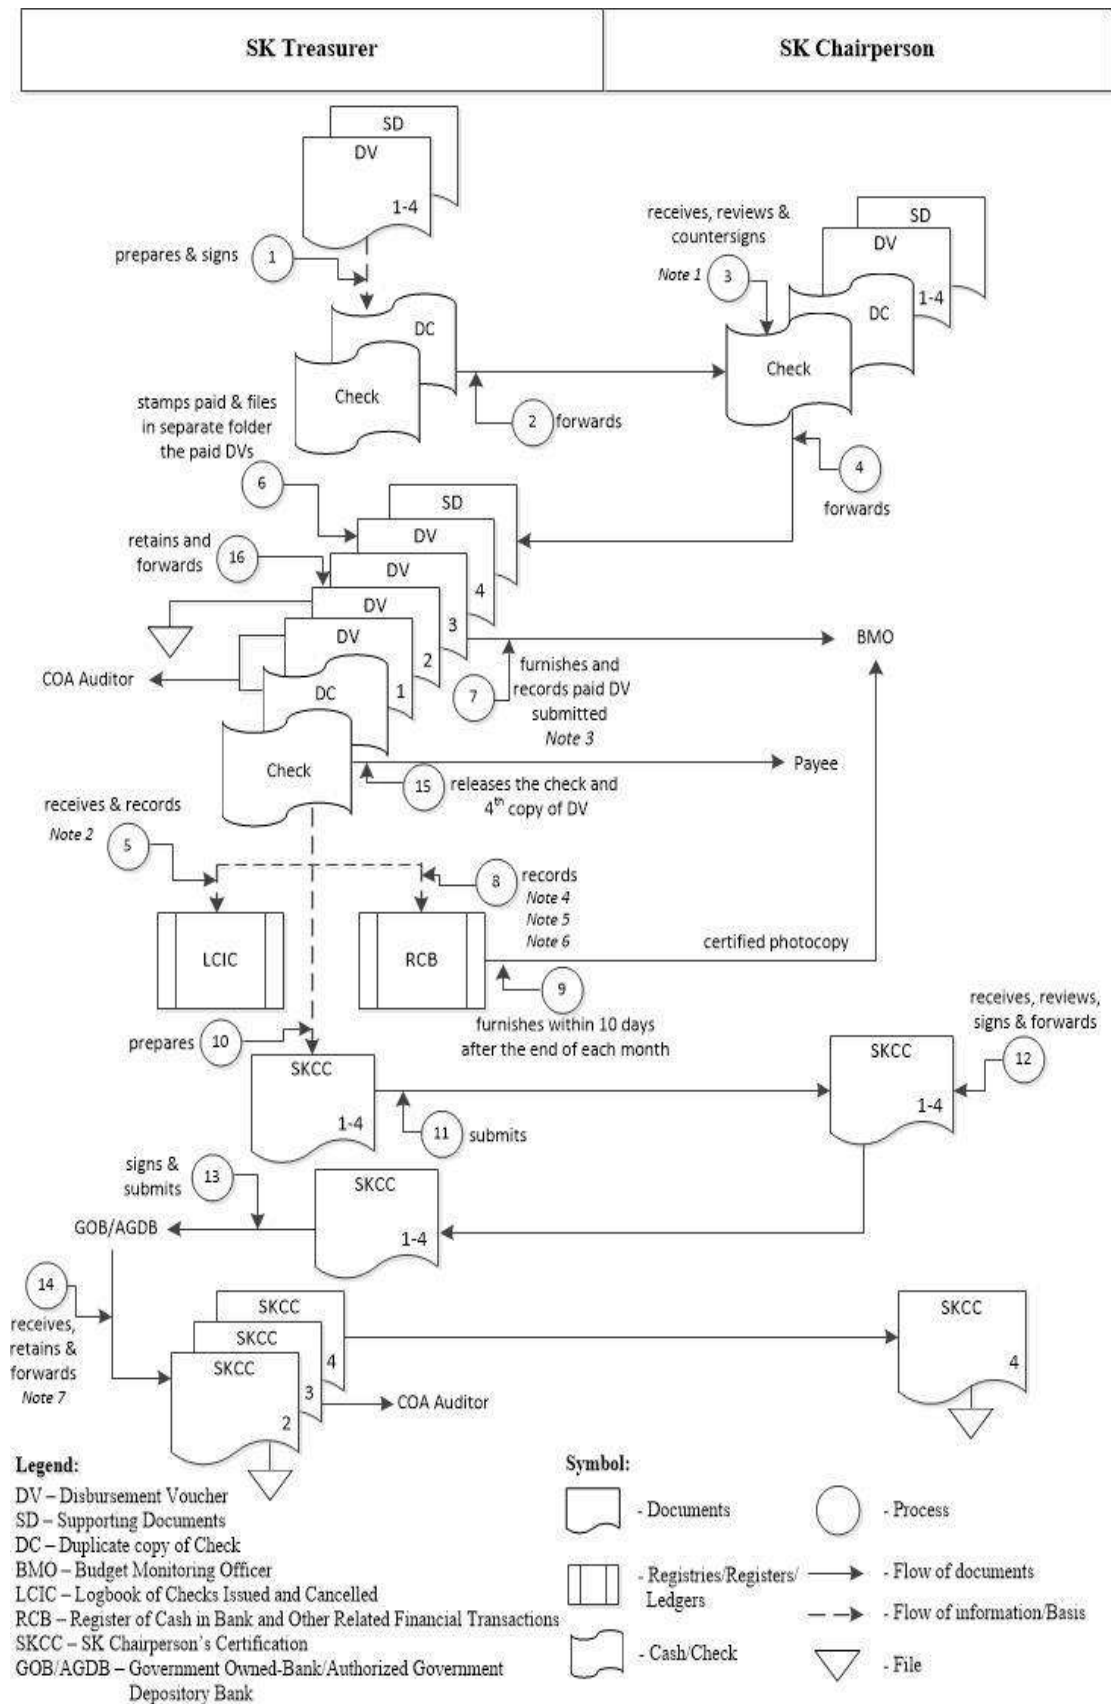 SK Treasurer
SK Chairperson
SD
DV
1-4
prepares & signs
1
DC
Check
receives, reviews &
countersigns
Note 1
3
SD
DV
1-4
DC
Check
2
forwards
4
forwards
stamps paid & files
in separate folder
the paid DVs
6
SD
DV
4
retains and
forwards
16
DV
3
DV
2
DV
1
COA Auditor
DC
Check
7
furnishes and
records paid DV
submitted
Note 3
BMO
15
releases the check and
4th copy of DV
Payee
receives & records
Note 2
5
8
records
Note 4
Note 5
Note 6
LCIC
RCB
certified photocopy
9
furnishes within 10 days
after the end of each month
prepares
10
SKCC
1-4
11
submits
receives, reviews,
signs & forwards
12
SKCC
1-4
signs &
submits
13
SKCC
1-4
GOB/AGDB
14
receives,
retains &
forwards
Note 7
SKCC
4
SKCC
3
SKCC
2
COA Auditor
SKCC
4
Legend:
DV – Disbursement Voucher
SD – Supporting Documents
DC – Duplicate copy of Check
BMO – Budget Monitoring Officer
LCIC – Logbook of Checks Issued and Cancelled
RCB – Register of Cash in Bank and Other Related Financial Transactions
SKCC – SK Chairperson's Certification
GOB/AGDB – Government Owned-Bank/Authorized Government
Depository Bank
Symbol:
- Documents
- Process
- Registries/Registers/
Ledgers
- Flow of documents
- Flow of information/Basis
- Cash/Check
- File